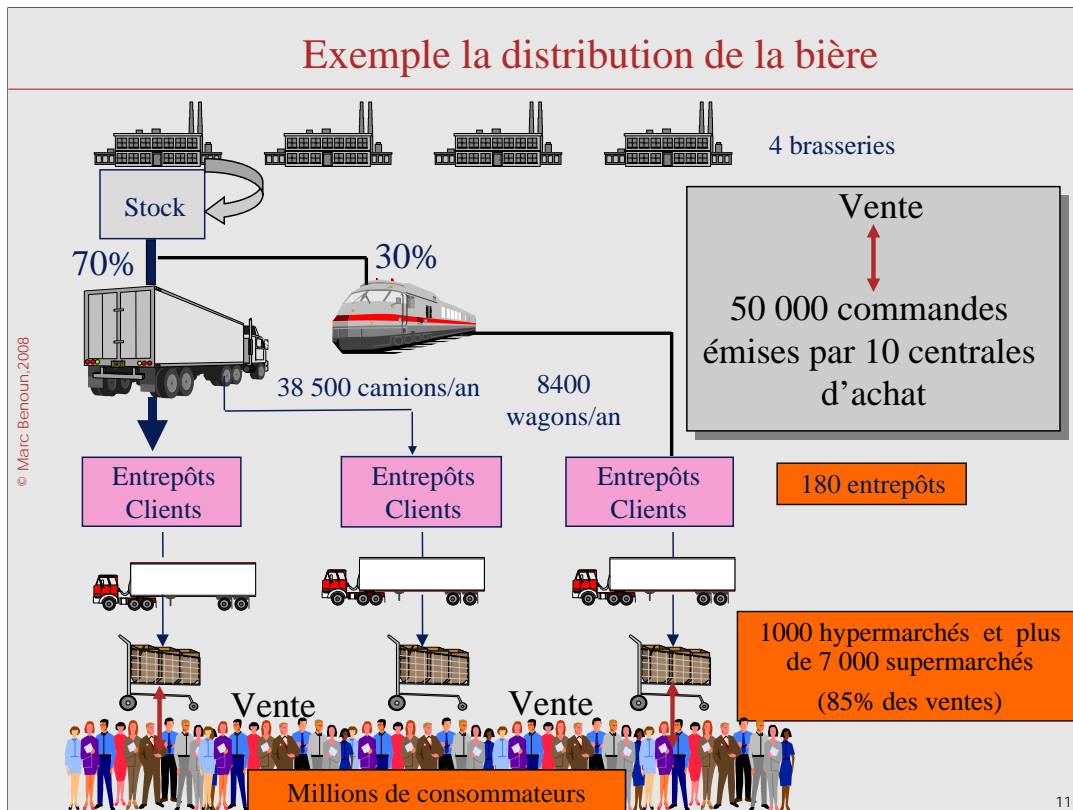 Exemple la distribution de la bière
4 brasseries
Stock
70%
30%
Vente
50 000 commandes
émises par 10 centrales
d'achat
38 500 camions/an
8400
wagons/an
© Marc Benoun,2008
Entrepôts
Clients
Entrepôts
Clients
Entrepôts
Clients
180 entrepôts
1000 hypermarchés et plus
de 7 000 supermarchés
(85% des ventes)
Vente
Vente
Millions de consommateurs
11